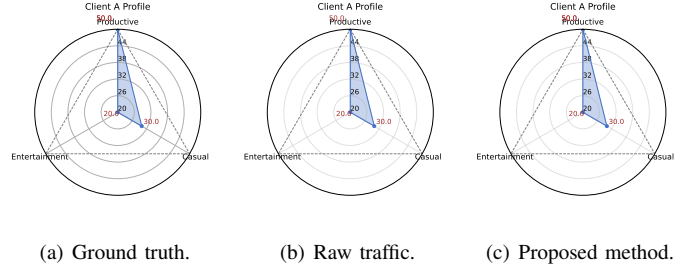 Client A Profile
50.0
Productive
44
38
32
26
20
20.0
30.0
Entertainment
Casual
(a) Ground truth.
Client A Profile
50.0
Productive
44
38
32
26
20
20.0
30.0
Entertainment
Casual
(b) Raw traffic.
Client A Profile
50.0
Productive
44
38
32
26
20
20.0
30.0
Entertainment
Casual
(c) Proposed method.